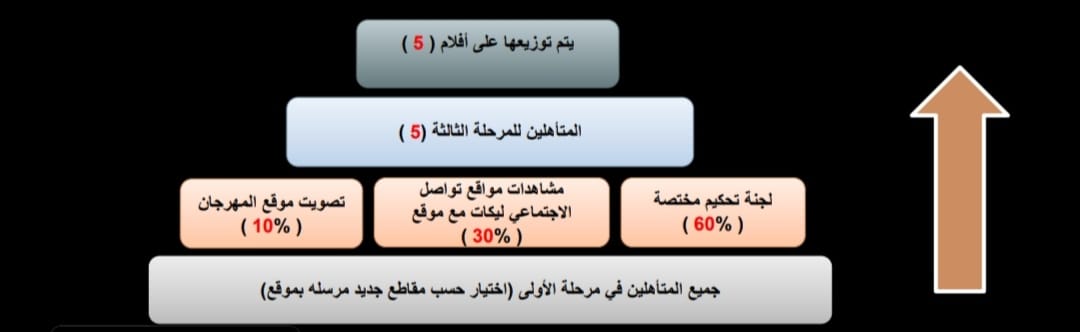 يتم توزيعها على أفلام ( 5 )
المتأهلين للمرحلة الثالثة (5 )
لجنة تحكيم مختصة
( 60% )
مشاهدات مواقع تواصل
الاجتماعي ليكات مع موقع
( 30% )
تصويت موقع المهرجان
( 10% )
جميع المتأهلين في مرحلة الأولى (اختيار حسب مقاطع جديد مرسله بموقع)